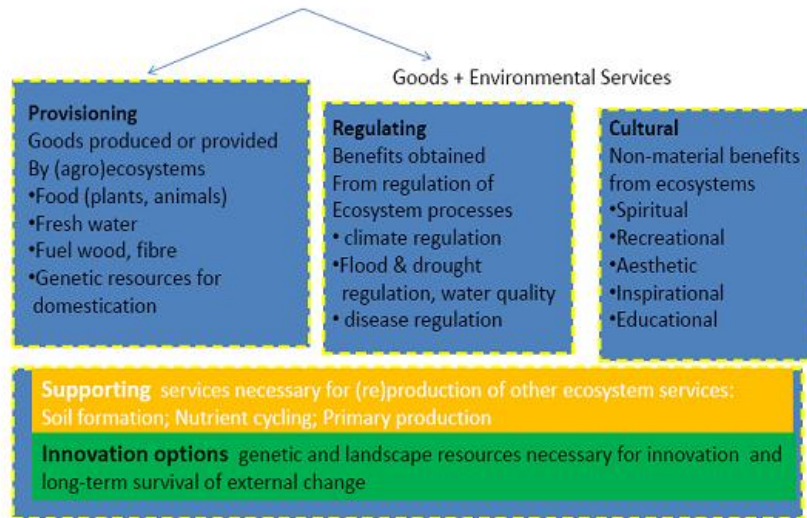 Goods + Environmental Services
Provisioning
Goods produced or provided
By (agro)ecosystems
•Food (plants, animals)
•Fresh water
•Fuel wood, fibre
•Genetic resources for
domestication
Regulating
Benefits obtained
From regulation of
Ecosystem processes
• climate regulation
•Flood & drought
regulation, water quality
• disease regulation
Cultural
Non-material benefits
from ecosystems
•Spiritual
•Recreational
•Aesthetic
•Inspirational
•Educational
Supporting services necessary for (re)production of other ecosystem services:
Soil formation; Nutrient cycling; Primary production
Innovation options genetic and landscape resources necessary for innovation and
long-term survival of external change